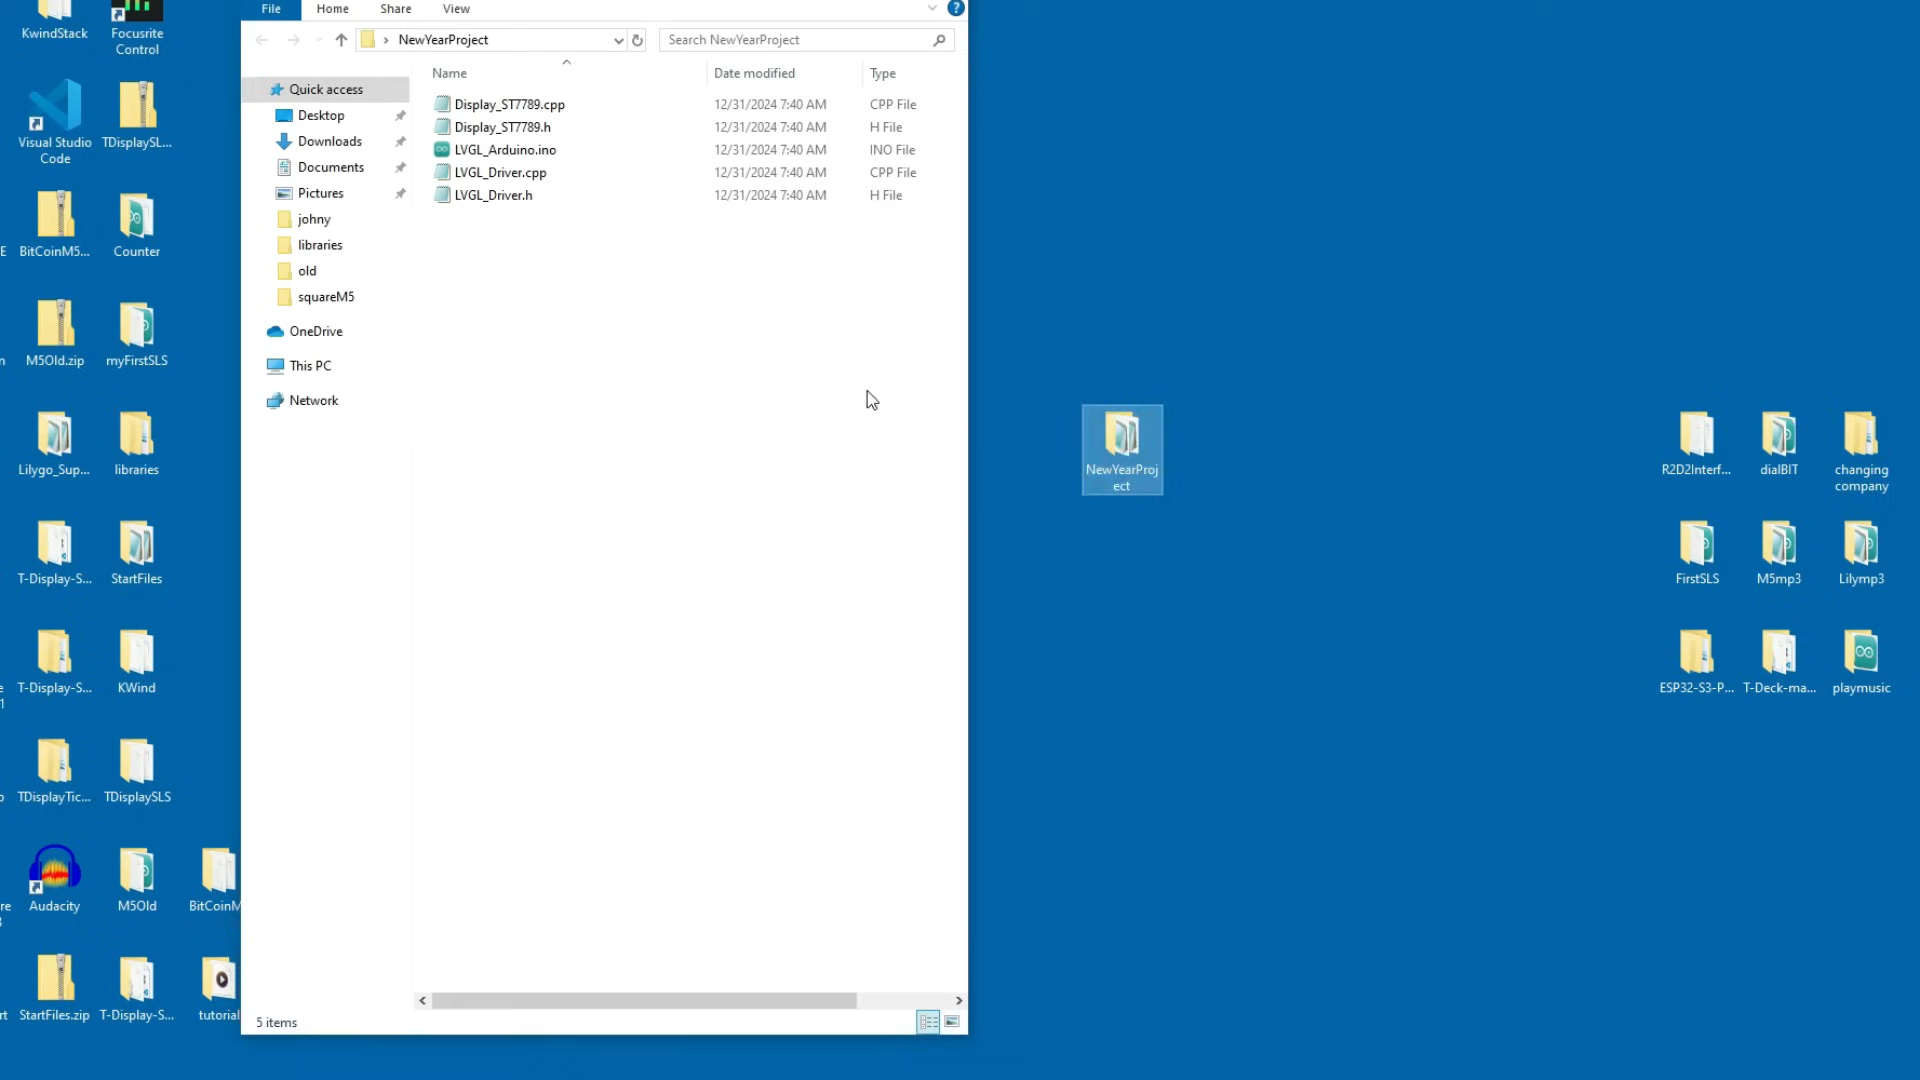 KwindStack
Focusrite
Control
Visual Studio
Code
TDisplaySL...
BitCoinM5...
Counter
M5Old.zip
myFirstSLS
Lilygo_Sup...
libraries
T-Display-S...
StartFiles
T-Display-S...
KWind
TDisplayTic...
TDisplaySLS
Audacity
M5Old
BitCoinM
StartFiles.zip
T-Display-S...
tutorial
File
Home
Share
View
?
NewYearProject
Search NewYearProject
Name
Date modified
Type
Quick access
Desktop
Downloads
Documents
Pictures
johny
libraries
old
squareM5
OneDrive
This PC
Network
Display_ST7789.cpp 12/31/2024 7:40 AM CPP File
Display_ST7789.h 12/31/2024 7:40 AM H File
LVGL_Arduino.ino 12/31/2024 7:40 AM INO File
LVGL_Driver.cpp 12/31/2024 7:40 AM CPP File
LVGL_Driver.h 12/31/2024 7:40 AM H File
5 items
NewYearProj
ect
R2D2Interf...
dialBIT
changing
company
FirstSLS
M5mp3
Lilymp3
ESP32-S3-P...
T-Deck-ma...
playmusic